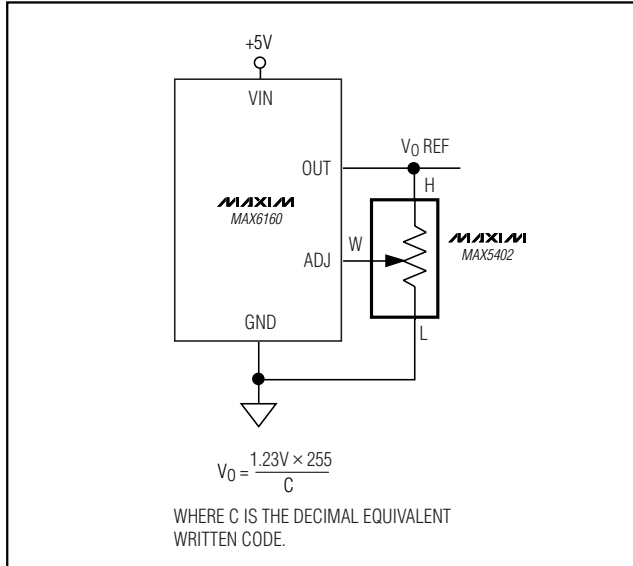 +5V
VIN
V0 REF
OUT
H
MAXIM
MAX6160
W
MAXIM
MAX5402
ADJ
GND
L
V0 = 1.23V × 255
C
WHERE C IS THE DECIMAL EQUIVALENT
WRITTEN CODE.